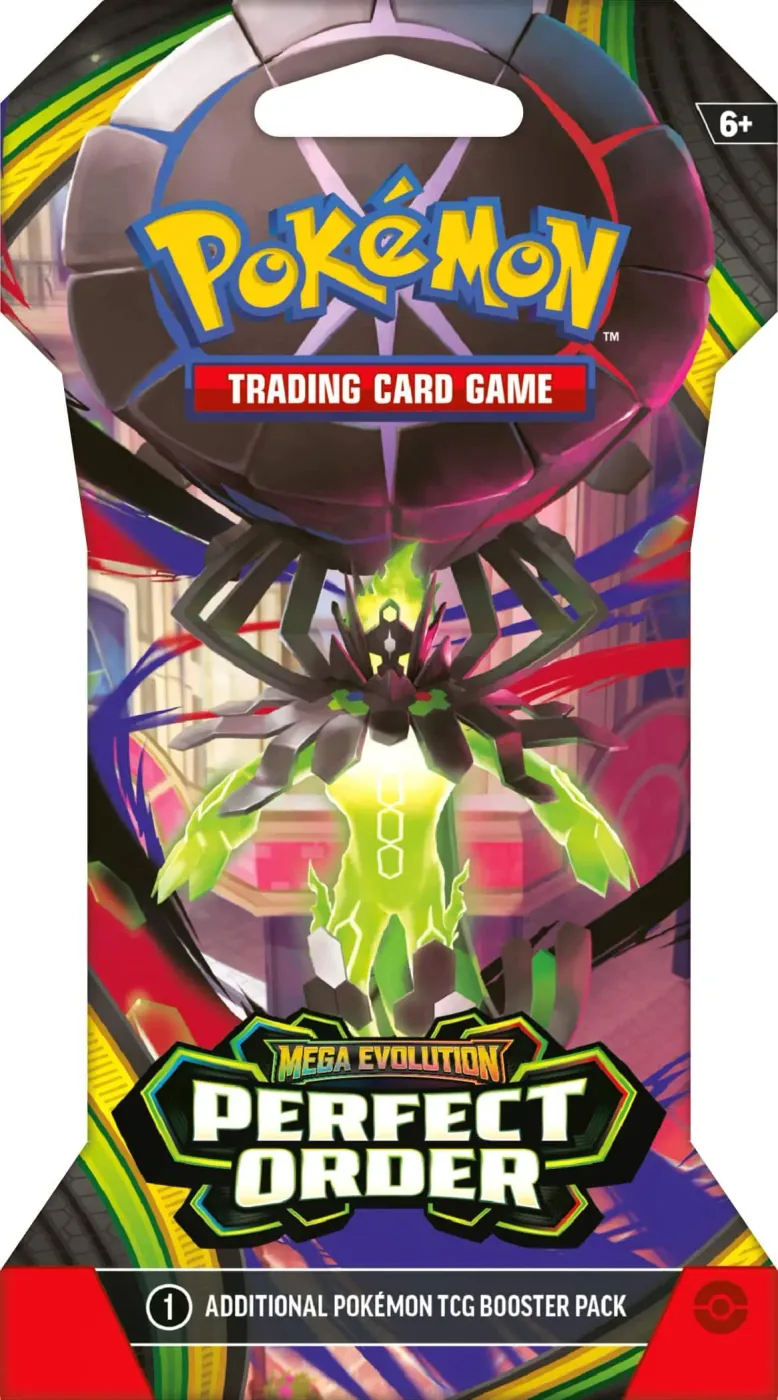 6+
POKéMON
™
TRADING CARD GAME
MEGA EVOLUTION
PERFECT
ORDER
1 ADDITIONAL POKÉMON TCG BOOSTER PACK